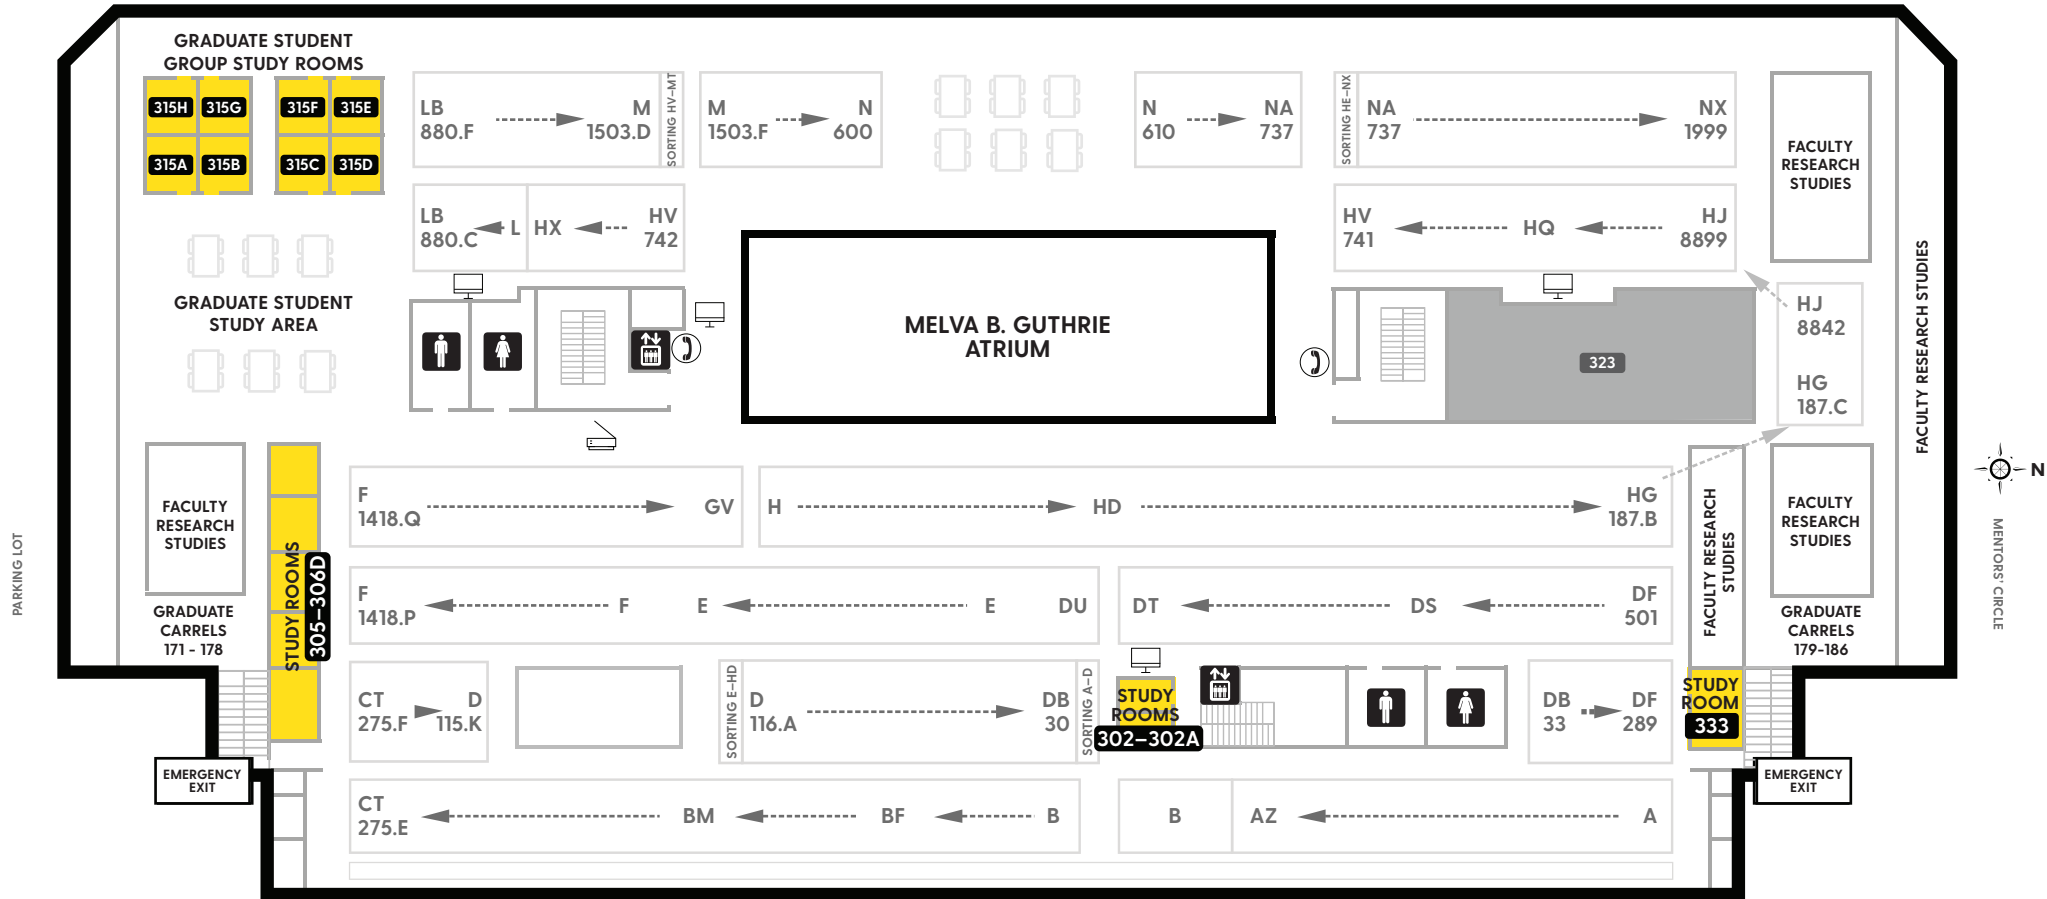 GRADUATE STUDENT
GROUP STUDY ROOMS
315H
315G
315F
315E
315A
315B
315C
315D
LB
880.F
M
1503.D
SORTING HV–MT
M
1503.F
N
600
N
610
NA
737
SORTING HE–NX
NA
737
NX
1999
FACULTY
RESEARCH
STUDIES
LB
880.C
L
HX
HV
742
HV
741
HQ
HJ
8899
GRADUATE STUDENT
STUDY AREA
MELVA B. GUTHRIE
ATRIUM
323
HJ
8842
HG
187.C
FACULTY RESEARCH STUDIES
N
PARKING LOT
MENTORS' CIRCLE
FACULTY
RESEARCH
STUDIES
GRADUATE
CARRELS
171 - 178
STUDY ROOMS
305–306D
F
1418.Q
GV
H
HD
HG
187.B
FACULTY RESEARCH
STUDIES
FACULTY
RESEARCH
STUDIES
GRADUATE
CARRELS
179-186
F
1418.P
F
E
E
DU
DT
DS
DF
501
CT
275.F
D
115.K
SORTING E–HD
D
116.A
DB
30
SORTING A–D
STUDY
ROOMS
302–302A
DB
33
DF
289
STUDY
ROOM
333
EMERGENCY
EXIT
EMERGENCY
EXIT
CT
275.E
BM
BF
B
B
AZ
A